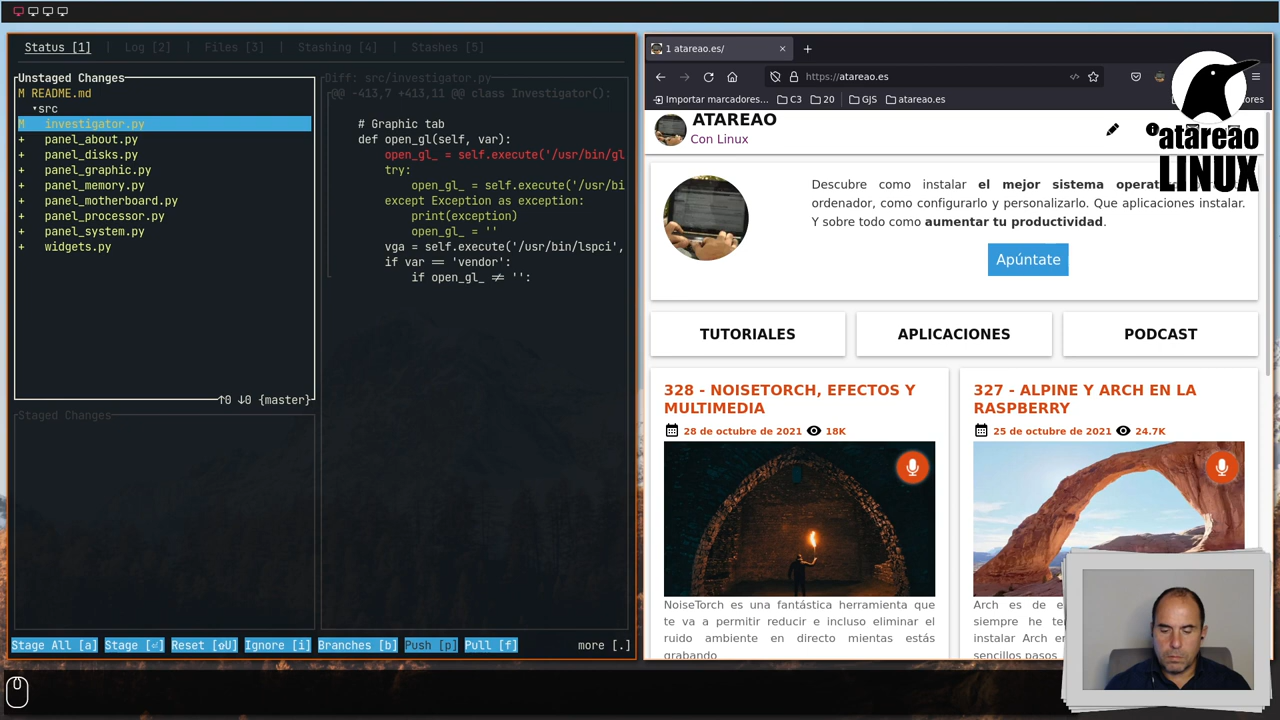 Status [1] | Log [2] | Files [3] | Stashing [4] | Stashes [5]
Unstaged Changes
M README.md
▾src
M investigator.py
+ panel_about.py
+ panel_disks.py
+ panel_graphic.py
+ panel_memory.py
+ panel_motherboard.py
+ panel_processor.py
+ panel_system.py
+ widgets.py
↑0 ↓0 {master}
Staged Changes
Diff: src/investigator.py
@@ -413,7 +413,11 @@ class Investigator():
# Graphic tab
def open_gl(self, var):
open_gl_ = self.execute('/usr/bin/gl
try:
open_gl_ = self.execute('/usr/bi
except Exception as exception:
print(exception)
open_gl_ = ''
vga = self.execute('/usr/bin/lspci',
if var == 'vendor':
if open_gl_ ≠ '':
Stage All [a] Stage [⏎] Reset [⇧U] Ignore [i] Branches [b] Push [p] Pull [f] more [.]
1 atareao.es/
https://atareao.es
Importar marcadores... C3 20 GJS atareao.es
ores
ATAREAO
Con Linux
atareao
LINUX
Descubre como instalar el mejor sistema operat
ordenador, como configurarlo y personalizarlo. Que aplicaciones instalar.
Y sobre todo como aumentar tu productividad.
Apúntate
TUTORIALES
APLICACIONES
PODCAST
328 - NOISETORCH, EFECTOS Y
MULTIMEDIA
28 de octubre de 2021 18K
NoiseTorch es una fantástica herramienta que
te va a permitir reducir e incluso eliminar el
ruido ambiente en directo mientas estás
grabando
327 - ALPINE Y ARCH EN LA
RASPBERRY
25 de octubre de 2021 24.7K
Arch es de e
siempre he te
instalar Arch er
sencillos pasos